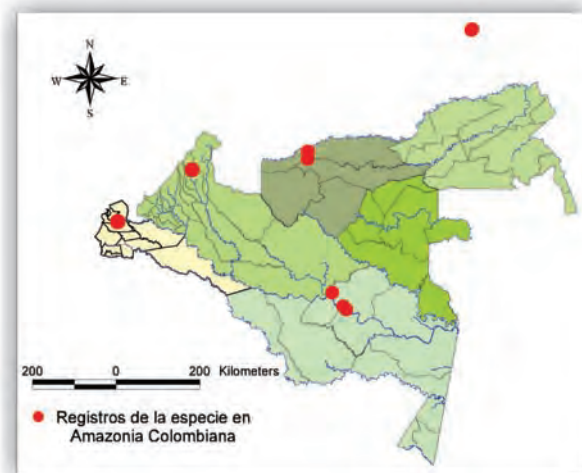 N
W E
S
200 0 200 Kilometers
Registros de la especie en
Amazonia Colombiana